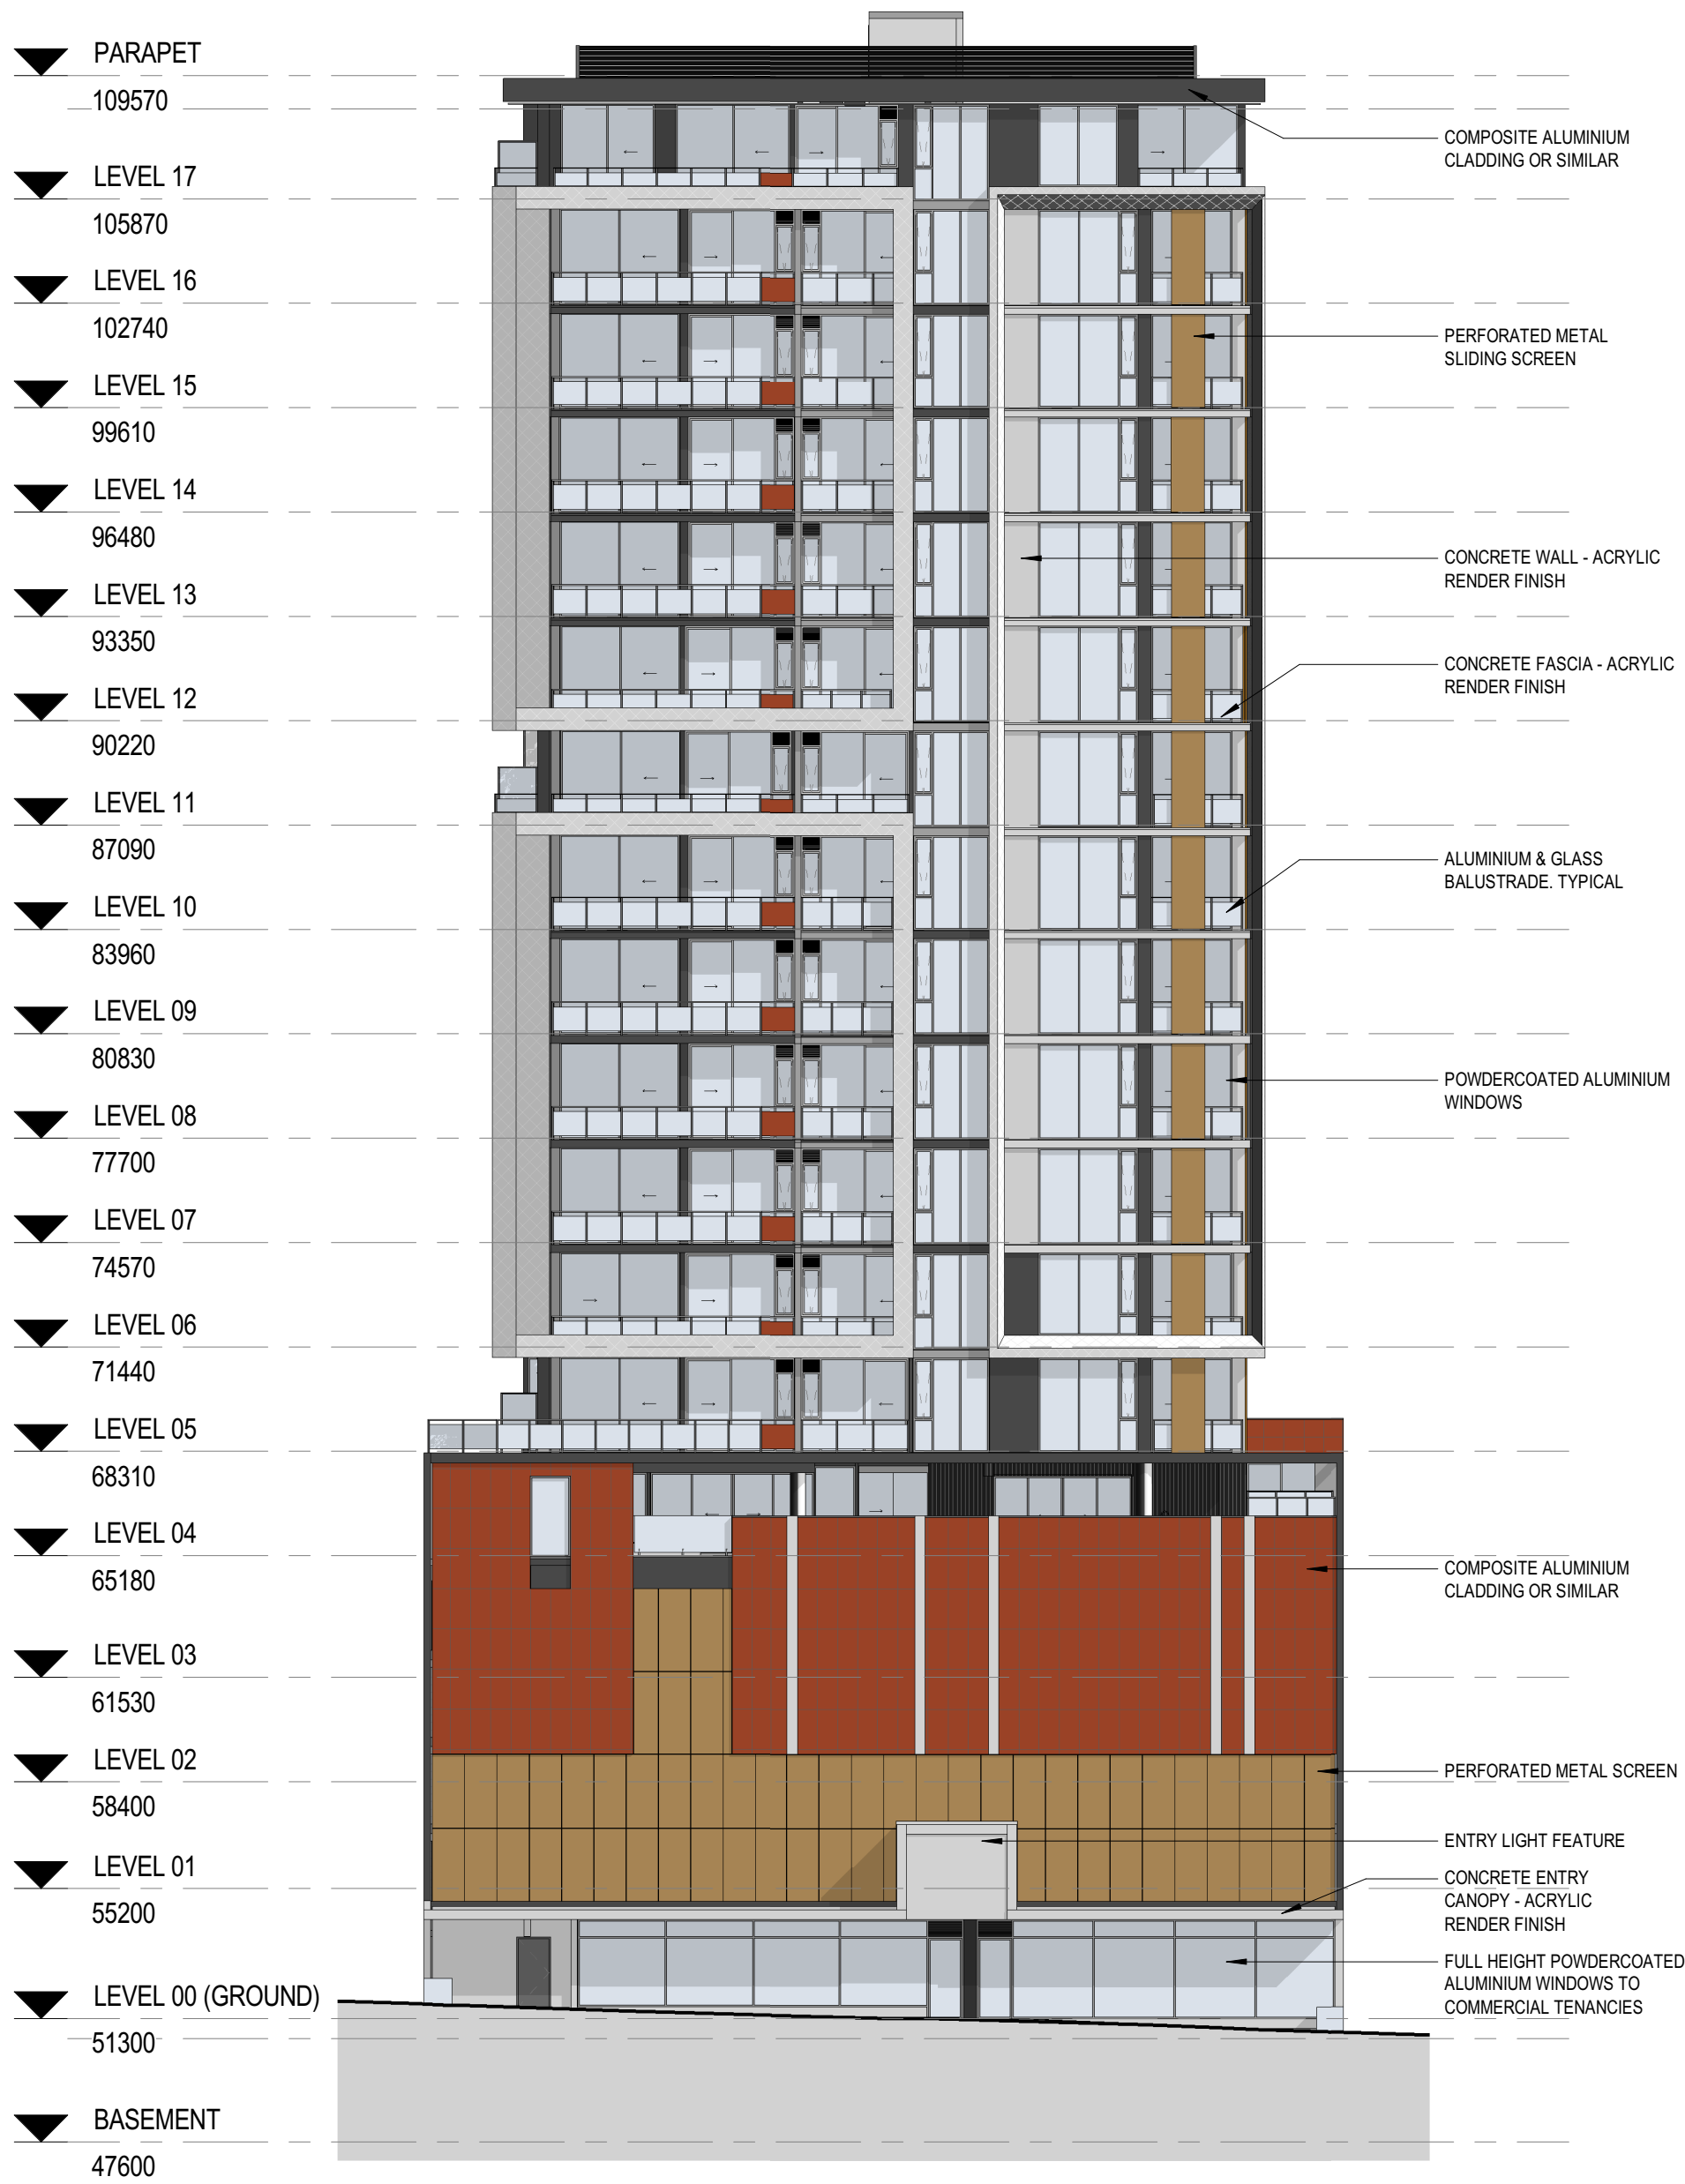 PARAPET
109570
LEVEL 17
105870
LEVEL 16
102740
LEVEL 15
99610
LEVEL 14
96480
LEVEL 13
93350
LEVEL 12
90220
LEVEL 11
87090
LEVEL 10
83960
LEVEL 09
80830
LEVEL 08
77700
LEVEL 07
74570
LEVEL 06
71440
LEVEL 05
68310
LEVEL 04
65180
LEVEL 03
61530
LEVEL 02
58400
LEVEL 01
55200
LEVEL 00 (GROUND)
51300
BASEMENT
47600
COMPOSITE ALUMINIUM
CLADDING OR SIMILAR
PERFORATED METAL
SLIDING SCREEN
CONCRETE WALL - ACRYLIC
RENDER FINISH
CONCRETE FASCIA - ACRYLIC
RENDER FINISH
ALUMINIUM & GLASS
BALUSTRADE. TYPICAL
POWDERCOATED ALUMINIUM
WINDOWS
COMPOSITE ALUMINIUM
CLADDING OR SIMILAR
PERFORATED METAL SCREEN
ENTRY LIGHT FEATURE
CONCRETE ENTRY
CANOPY - ACRYLIC
RENDER FINISH
FULL HEIGHT POWDERCOATED
ALUMINIUM WINDOWS TO
COMMERCIAL TENANCIES